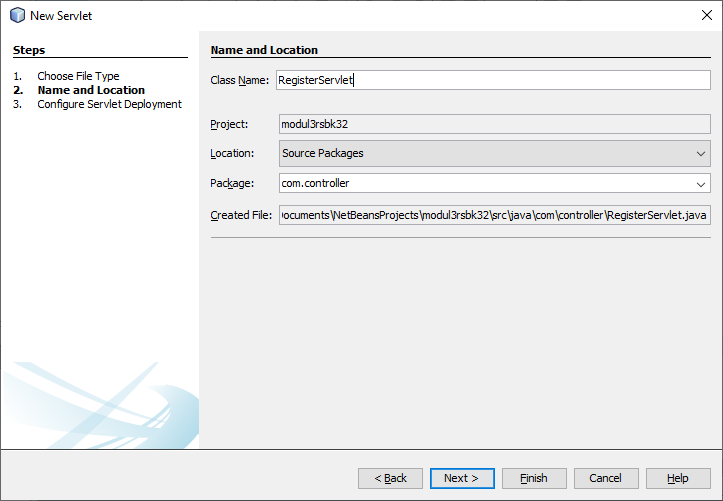 New Servlet
Steps
1. Choose File Type
2. Name and Location
3. Configure Servlet Deployment
Name and Location
Class Name: RegisterServlet
Project: modul3rsbk32
Location: Source Packages
Package: com.controller
Created File: ocuments\NetBeansProjects\modul3rsbk32\src\java\com\controller\RegisterServlet.java
< Back Next > Finish Cancel Help